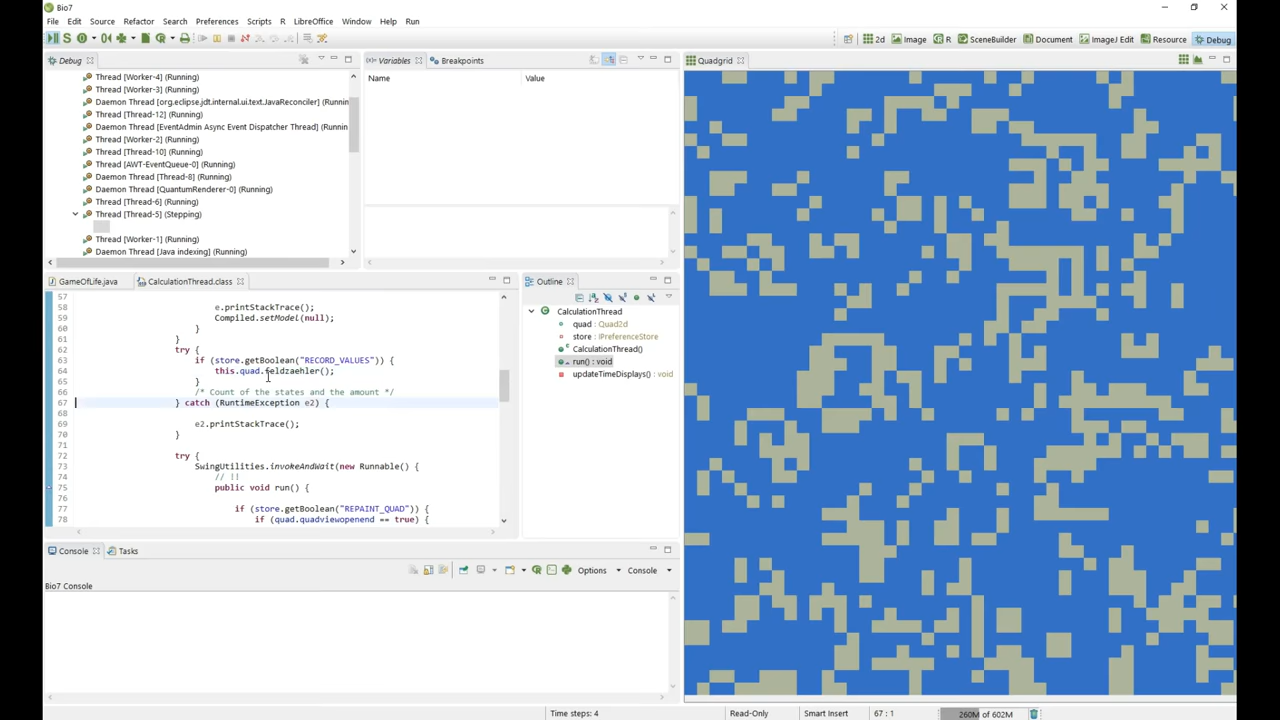 Bio7
File Edit Source Refactor Search Preferences Scripts R LibreOffice Window Help Run
2d Image R SceneBuilder Document ImageJ Edit Resource Debug
Debug
Thread [Worker-4] (Running)
Thread [Worker-3] (Running)
Daemon Thread [org.eclipse.jdt.internal.ui.text.JavaReconciler] (Runnin
Thread [Thread-12] (Running)
Daemon Thread [EventAdmin Async Event Dispatcher Thread] (Running)
Thread [Worker-2] (Running)
Thread [Thread-10] (Running)
Thread [AWT-EventQueue-0] (Running)
Daemon Thread [Thread-8] (Running)
Daemon Thread [QuantumRenderer-0] (Running)
Thread [Thread-6] (Running)
Thread [Thread-5] (Stepping)
Thread [Worker-1] (Running)
Daemon Thread [Java indexing] (Running)
Variables Breakpoints
Name Value
Quadgrid
GameOfLife.java CalculationThread.class
57
58 e.printStackTrace();
59 Compiled.setModel(null);
60 }
61 }
62 try {
63 if (store.getBoolean("RECORD_VALUES")) {
64 this.quad.feldzaehler();
65 }
66 /* Count of the states and the amount */
67 } catch (RuntimeException e2) {
68
69 e2.printStackTrace();
70 }
71
72 try {
73 SwingUtilities.invokeAndWait(new Runnable() {
74 // !!
75 public void run() {
76
77 if (store.getBoolean("REPAINT_QUAD")) {
78 if (quad.quadviewopenend == true) {
Outline
CalculationThread
quad : Quad2d
store : IPreferenceStore
CalculationThread()
run() : void
updateTimeDisplays() : void
Console Tasks
Options Console
Bio7 Console
Time steps: 4 Read-Only Smart Insert 67 : 1 260M of 602M